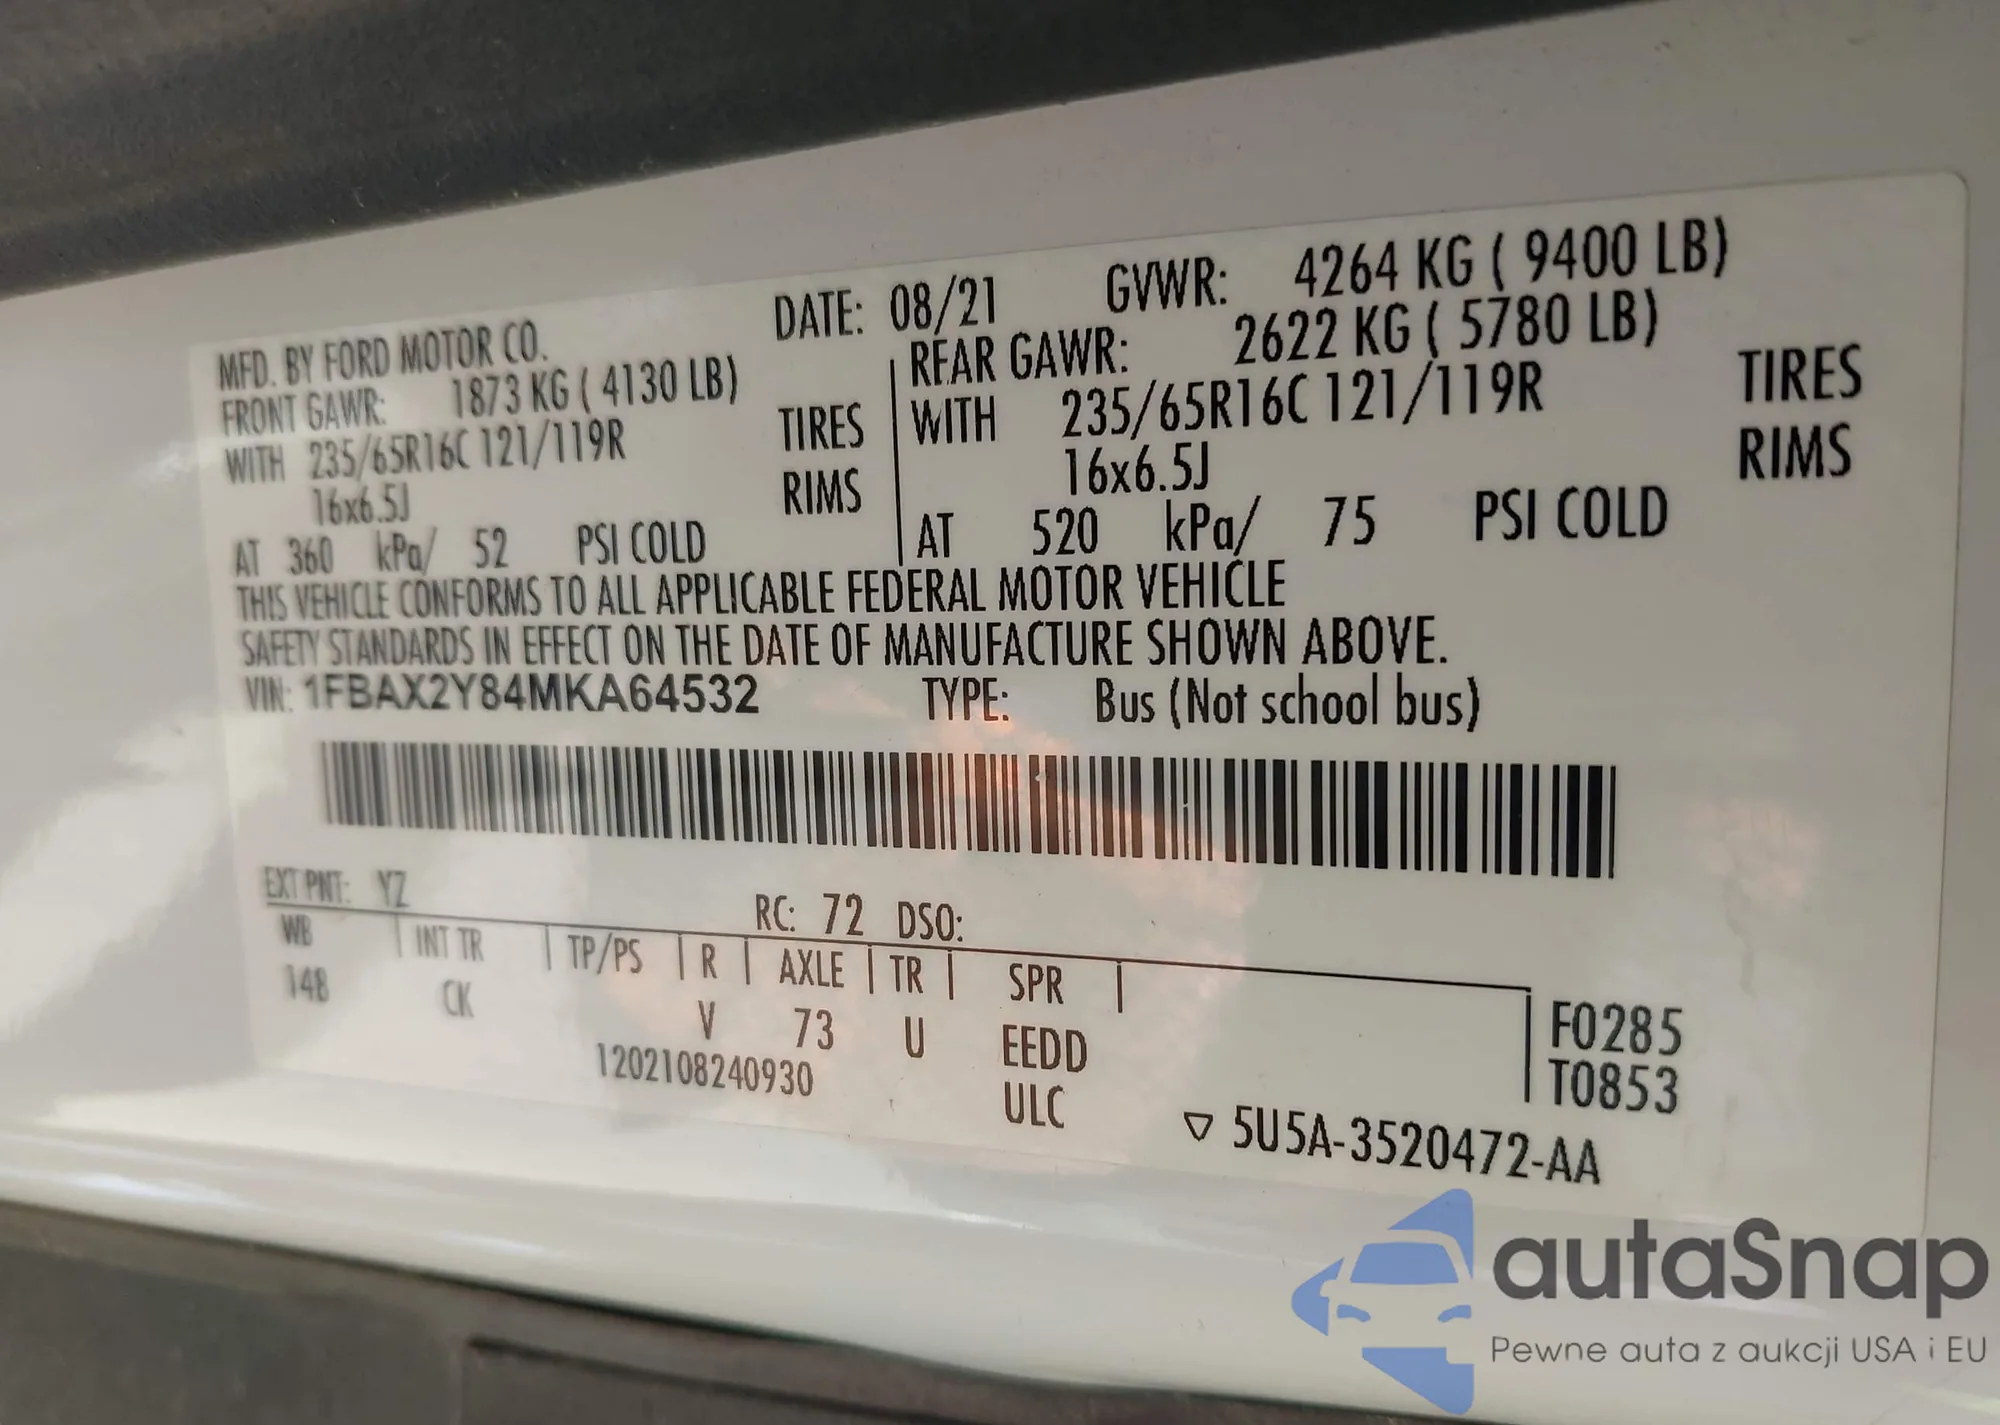 MFD. BY FORD MOTOR CO.
DATE: 08/21 GVWR: 4264 KG ( 9400 LB)
FRONT GAWR: 1873 KG ( 4130 LB)
WITH 235/65R16C 121/119R TIRES
16x6.5J RIMS
AT 360 kPa/ 52 PSI COLD
REAR GAWR: 2622 KG ( 5780 LB)
WITH 235/65R16C 121/119R TIRES
16x6.5J RIMS
AT 520 kPa/ 75 PSI COLD
THIS VEHICLE CONFORMS TO ALL APPLICABLE FEDERAL MOTOR VEHICLE
SAFETY STANDARDS IN EFFECT ON THE DATE OF MANUFACTURE SHOWN ABOVE.
VIN: 1FBAX2Y84MKA64532 TYPE: Bus (Not school bus)
EXT PNT: YZ RC: 72 DSO:
WB | INT TR | TP/PS | R | AXLE | TR | SPR |
148 CK V 73 U EEDD
1202108240930 ULC
F0285
T0853
▽ 5U5A-3520472-AA
autaSnap
Pewne auta z aukcji USA i EU